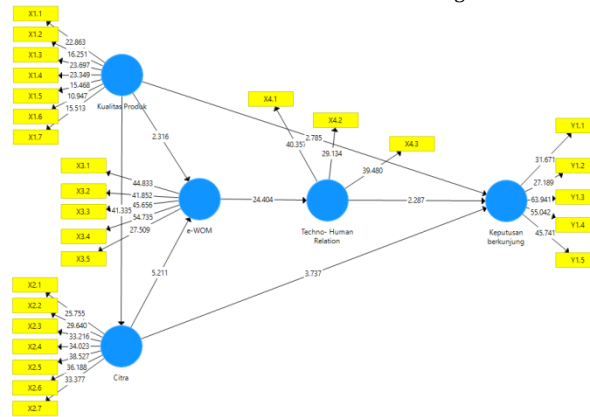 X1.1
X1.2
X1.3
X1.4
X1.5
X1.6
X1.7
22.863
16.251
23.697
23.349
15.468
10.947
15.513
Kualitas Produk
2.316
2.785
X4.1
X4.2
X4.3
40.357
29.134
39.480
Y1.1
Y1.2
Y1.3
Y1.4
Y1.5
31.671
27.189
63.941
55.042
45.741
X3.1
X3.2
X3.3
X3.4
X3.5
44.833
41.852
45.656
54.735
27.509
41.335
e-WOM
24.404
Techno- Human
Relation
2.287
Keputusan
berkunjung
5.211
3.737
X2.1
X2.2
X2.3
X2.4
X2.5
X2.6
X2.7
25.755
29.640
33.216
34.023
38.527
36.188
33.377
Citra